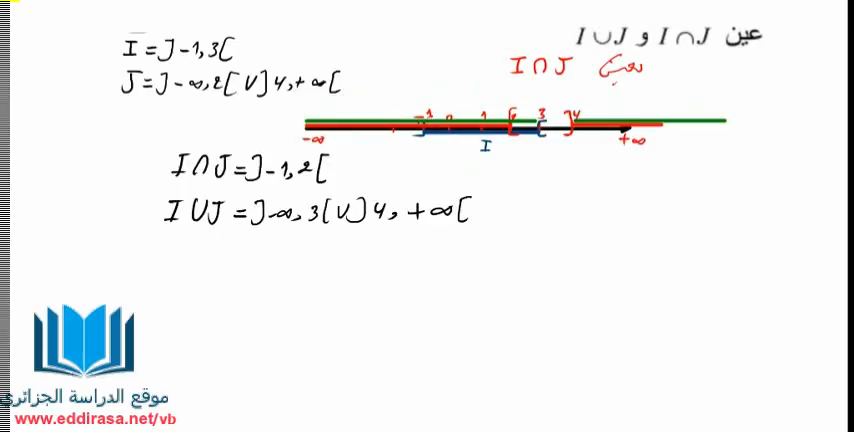 عين I ∩ J و I ∪ J
I = ]-1, 3[
J = ]-∞, 2[ ∪ ]4, +∞[
I ∩ J
-1 0 1 2 3 4
-∞ I +∞
I ∩ J = ]-1, 2[
I ∪ J = ]-∞, 3[ ∪ ]4, +∞[
موقع الدراسة الجزائري
www.eddirasa.net/vb